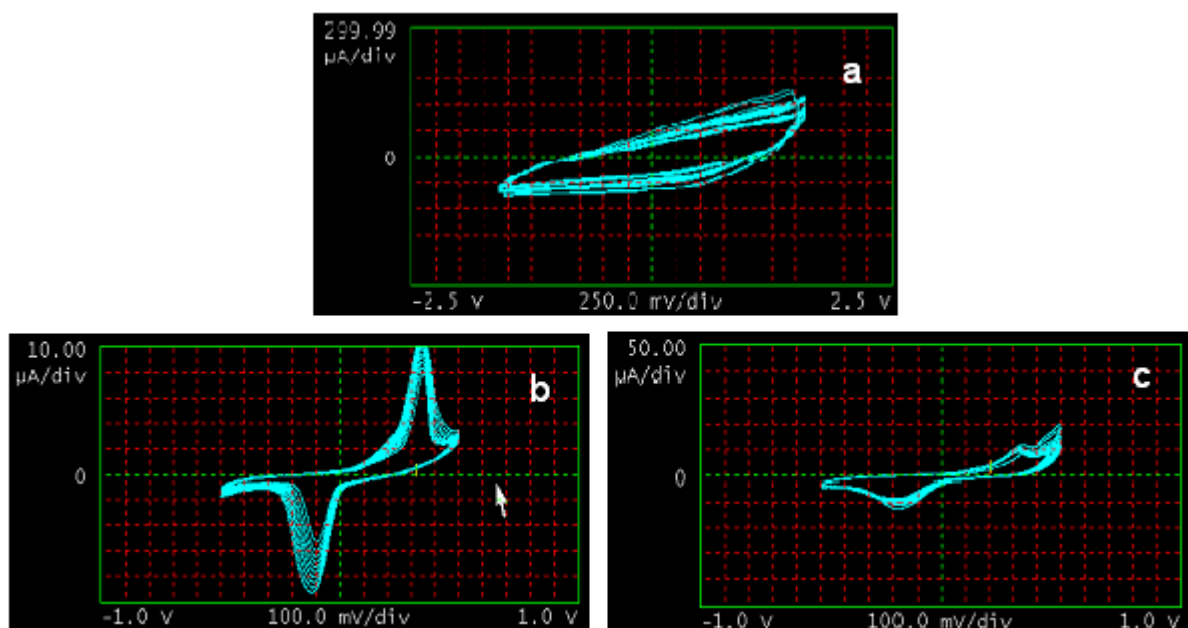 299.99
µA/div
a
0
-2.5 V 250.0 mV/div 2.5 V
10.00
µA/div
b
0
-1.0 V 100.0 mV/div 1.0 V
50.00
µA/div
c
0
-1.0 V 100.0 mV/div 1.0 V